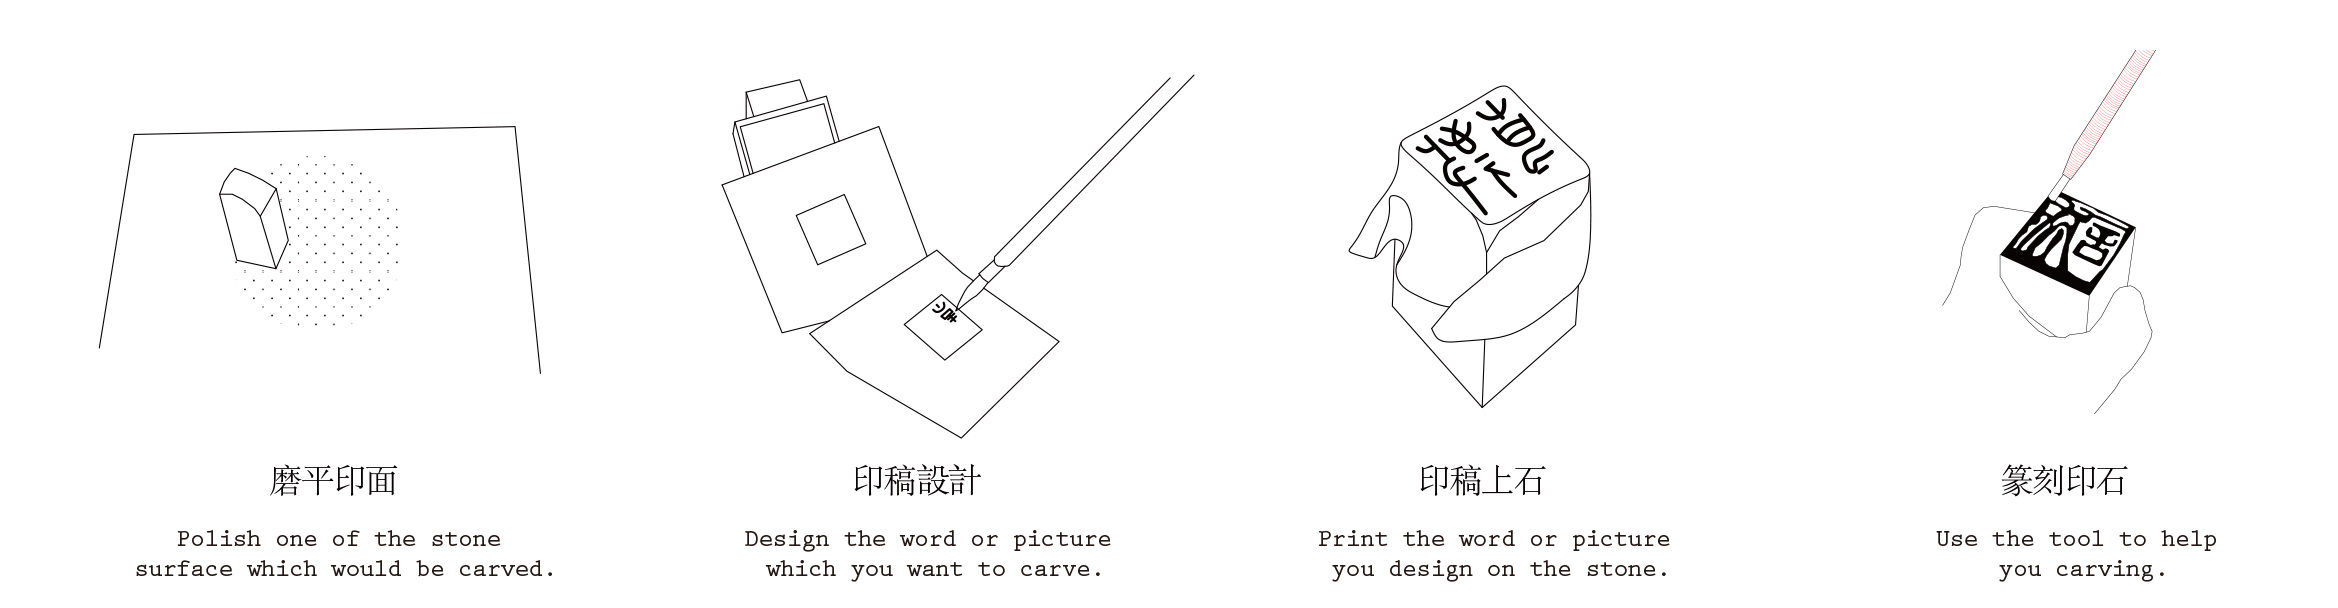 磨平印面
Polish one of the stone
surface which would be carved.
印稿設計
Design the word or picture
which you want to carve.
印稿上石
Print the word or picture
you design on the stone.
篆刻印石
Use the tool to help
you carving.